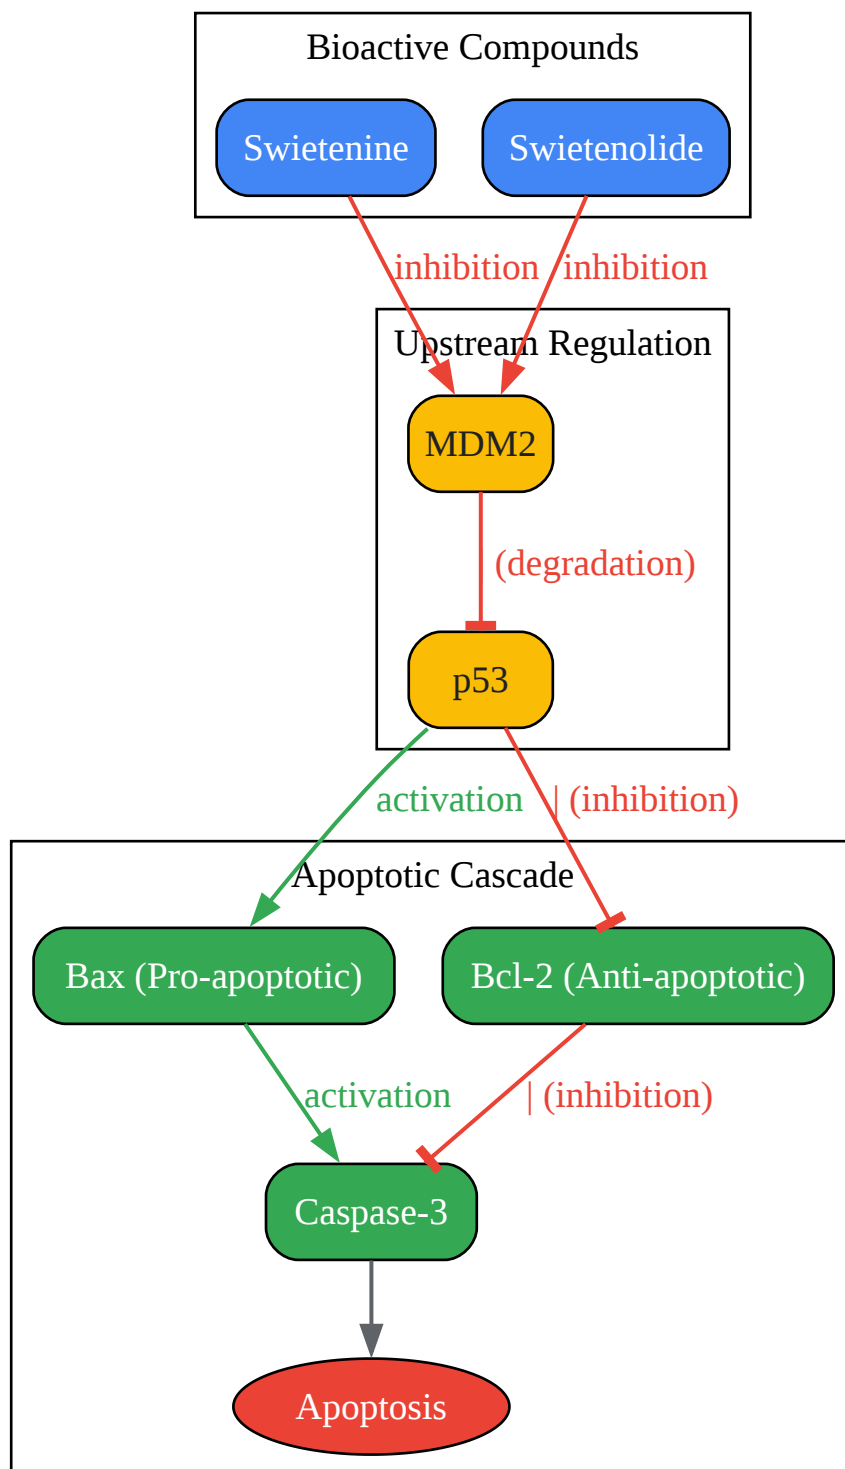 Bioactive Compounds
Swietenine
Swietenolide
inhibition
inhibition
Upstream Regulation
MDM2
(degradation)
p53
activation
| (inhibition)
Apoptotic Cascade
Bax (Pro-apoptotic)
Bcl-2 (Anti-apoptotic)
activation
| (inhibition)
Caspase-3
Apoptosis